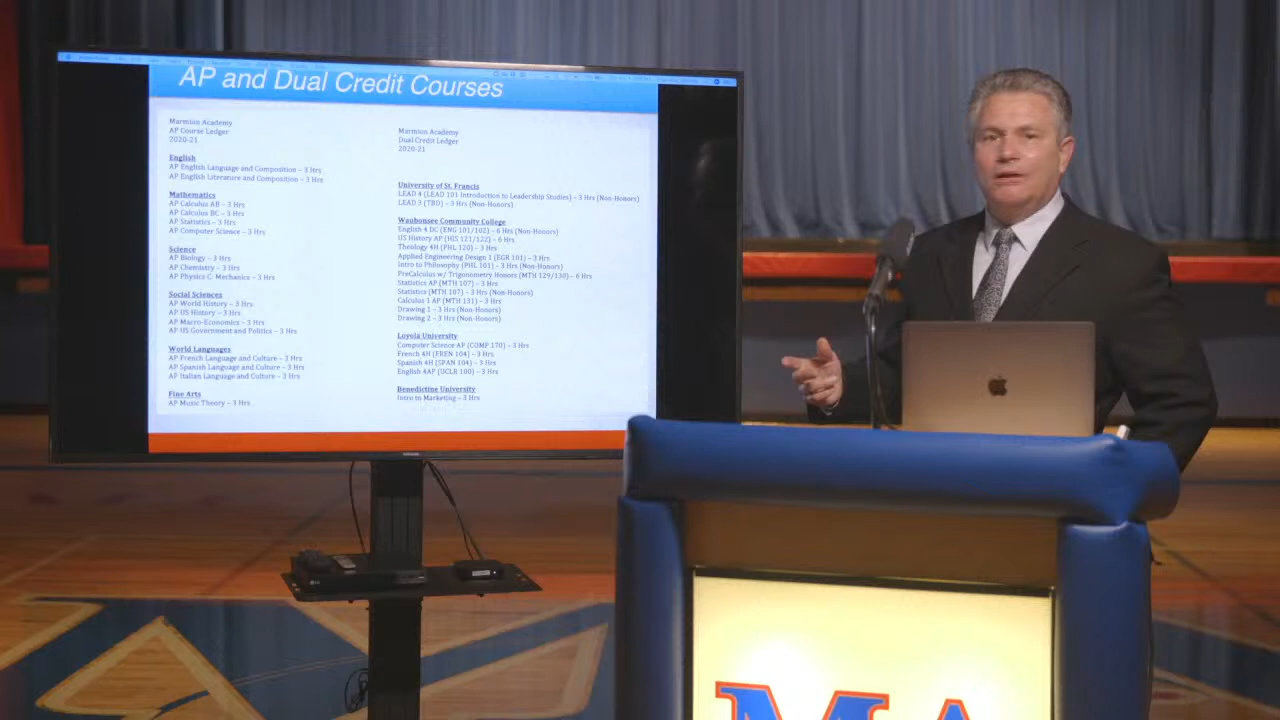 AP and Dual Credit Courses
Marmion Academy
AP Course Ledger
2020-21
English
AP English Language and Composition – 3 Hrs
AP English Literature and Composition – 3 Hrs
Mathematics
AP Calculus AB – 3 Hrs
AP Calculus BC – 3 Hrs
AP Statistics – 3 Hrs
AP Computer Science – 3 Hrs
Science
AP Biology – 3 Hrs
AP Chemistry – 3 Hrs
AP Physics C: Mechanics – 3 Hrs
Social Sciences
AP World History – 3 Hrs
AP US History – 3 Hrs
AP Macro-Economics – 3 Hrs
AP US Government and Politics – 3 Hrs
World Languages
AP French Language and Culture – 3 Hrs
AP Spanish Language and Culture – 3 Hrs
AP Italian Language and Culture – 3 Hrs
Fine Arts
AP Music Theory – 3 Hrs
Marmion Academy
Dual Credit Ledger
2020-21
University of St. Francis
LEAD 4 (LEAD 101 Introduction to Leadership Studies) – 3 Hrs (Non-Honors)
LEAD 3 (TBD) – 3 Hrs (Non-Honors)
Waubonsee Community College
English 4 DC (ENG 101/102) – 6 Hrs (Non-Honors)
US History AP (HIS 121/122) – 6 Hrs
Theology 4H (PHL 120) – 3 Hrs
Applied Engineering Design 1 (EGR 101) – 3 Hrs
Intro to Philosophy (PHL 101) – 3 Hrs (Non-Honors)
PreCalculus w/ Trigonometry Honors (MTH 129/130) – 6 Hrs
Statistics AP (MTH 107) – 3 Hrs
Statistics (MTH 107) – 3 Hrs (Non-Honors)
Calculus 1 AP (MTH 131) – 3 Hrs
Drawing 1 – 3 Hrs (Non-Honors)
Drawing 2 – 3 Hrs (Non-Honors)
Loyola University
Computer Science AP (COMP 170) – 3 Hrs
French 4H (FREN 104) – 3 Hrs
Spanish 4H (SPAN 104) – 3 Hrs
English 4AP (UCLR 100) – 3 Hrs
Benedictine University
Intro to Marketing – 3 Hrs
MA